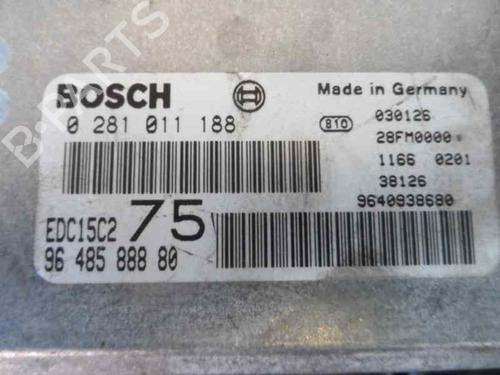 BOSCH
Made in Germany
0 281 011 188
810
030126
28FM0000
1166 0201
38126
9640938680
EDC15C2
75
96 485 888 80
B-PARTS